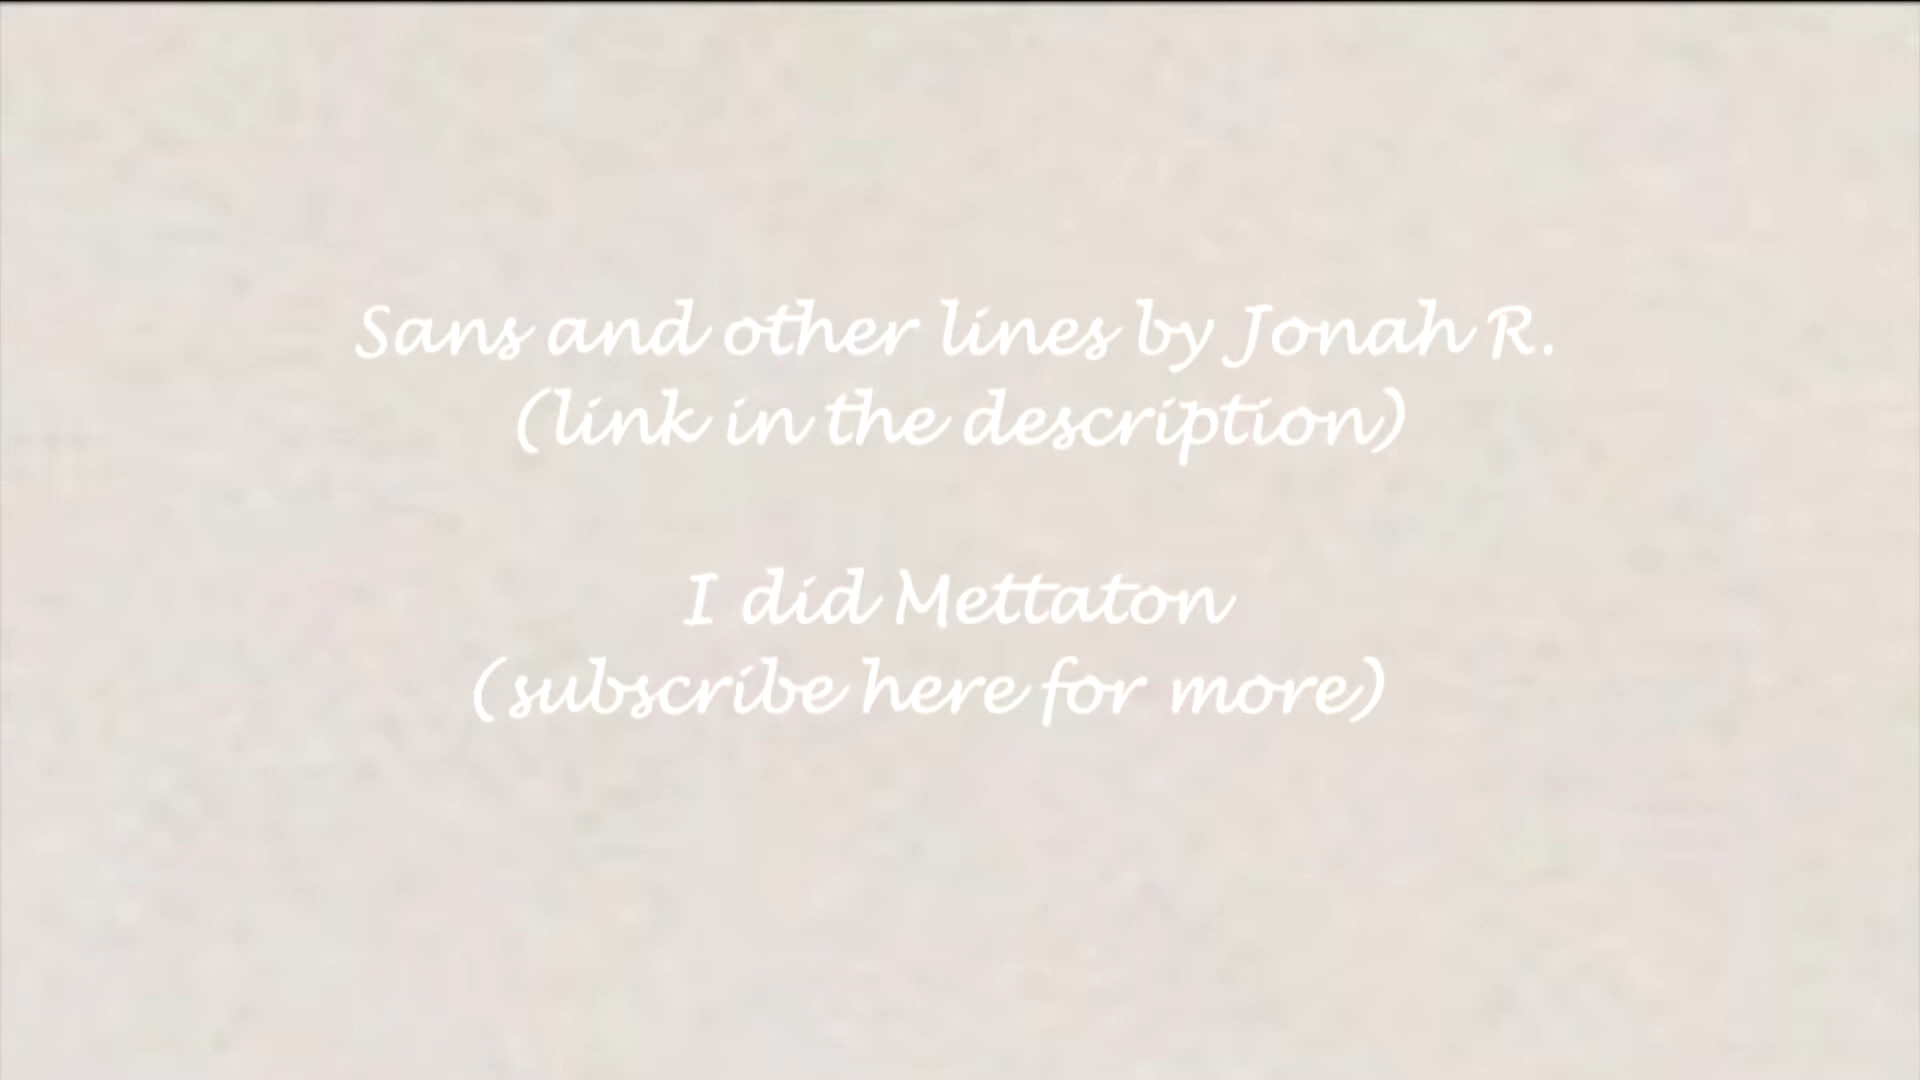 Sans and other lines by Jonah R.
(link in the description)
I did Mettaton
(subscribe here for more)